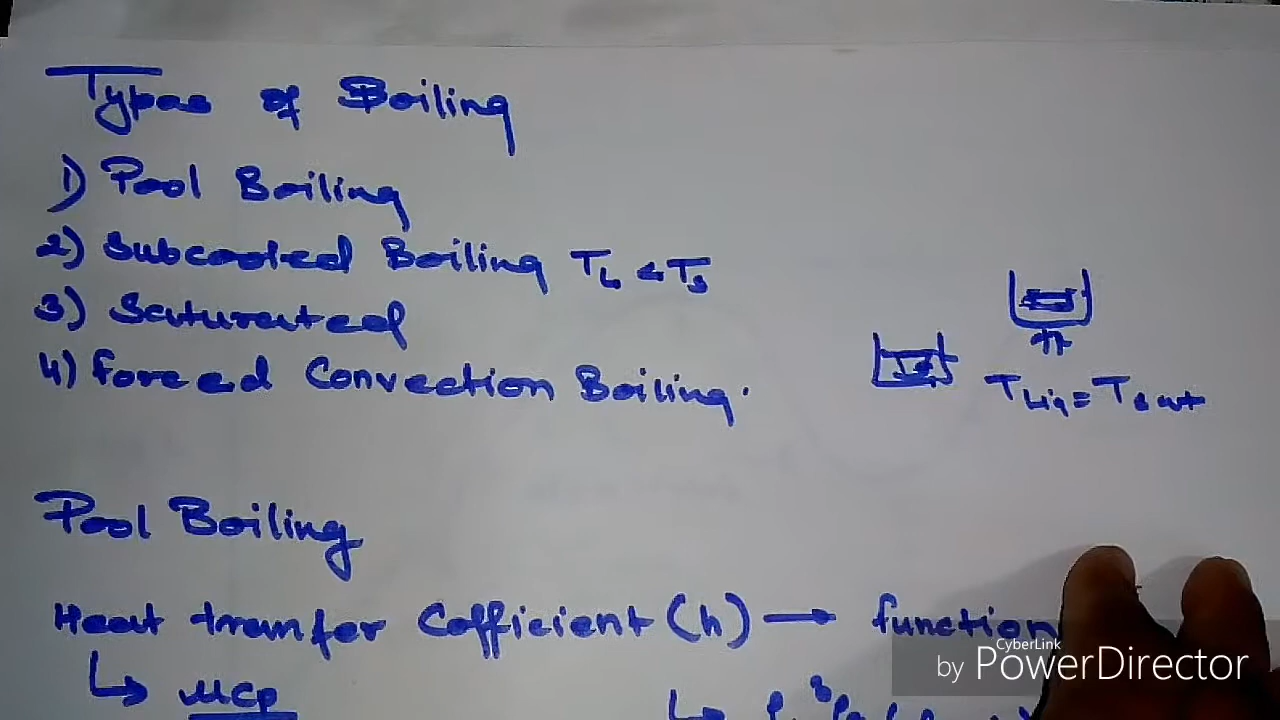 Types of Boiling
1) Pool Boiling
2) Subcooled Boiling TL < Ts
3) Saturated
4) Forced Convection Boiling.
TLiq = Tsat
Pool Boiling
Heat transfer Cofficient (h) → function
↳ μCp
CyberLink
by PowerDirector